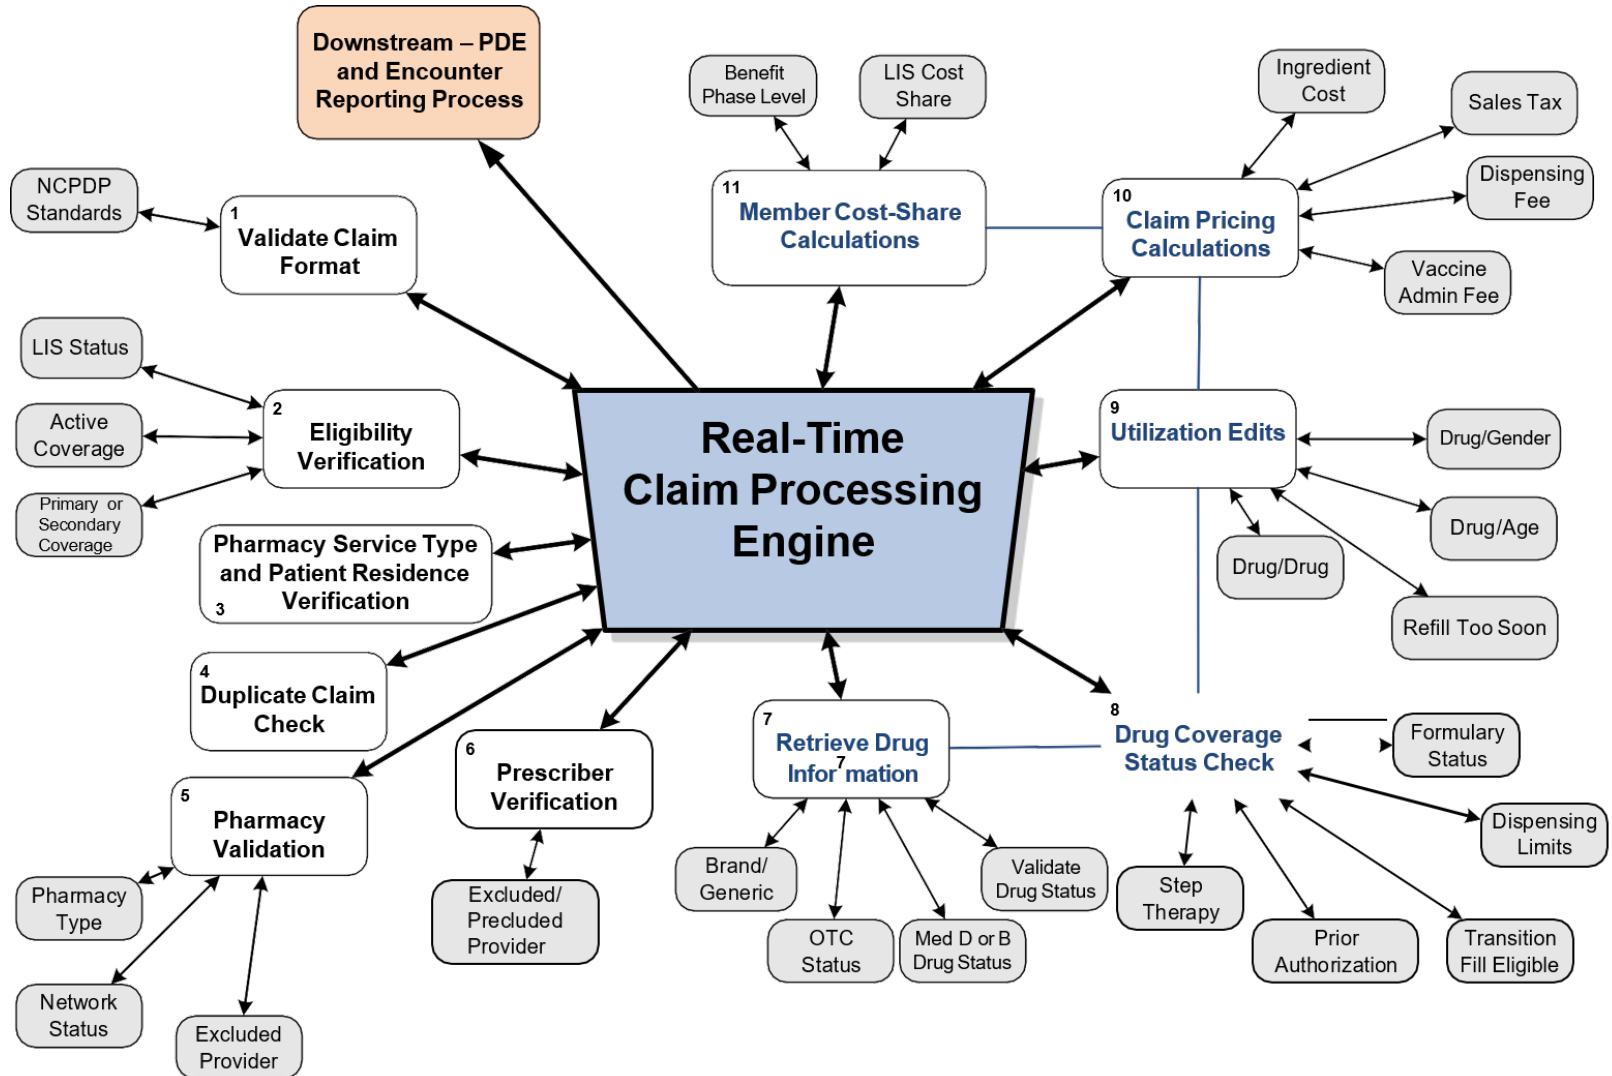 Downstream – PDE
and Encounter
Reporting Process
Benefit
Phase Level
LIS Cost
Share
Ingredient
Cost
Sales Tax
Dispensing
Fee
Vaccine
Admin Fee
NCPDP
Standards
1
Validate Claim
Format
11
Member Cost-Share
Calculations
10
Claim Pricing
Calculations
LIS Status
Active
Coverage
Primary or
Secondary
Coverage
2
Eligibility
Verification
Real-Time
Claim Processing
Engine
9
Utilization Edits
Drug/Gender
Drug/Age
Drug/Drug
Refill Too Soon
Pharmacy Service Type
and Patient Residence
Verification
3
4
Duplicate Claim
Check
5
Pharmacy
Validation
Pharmacy
Type
Network
Status
Excluded
Provider
6
Prescriber
Verification
Excluded/
Precluded
Provider
7
Retrieve Drug
Infor7mation
Brand/
Generic
OTC
Status
Med D or B
Drug Status
Validate
Drug Status
8
Drug Coverage
Status Check
Formulary
Status
Dispensing
Limits
Step
Therapy
Prior
Authorization
Transition
Fill Eligible